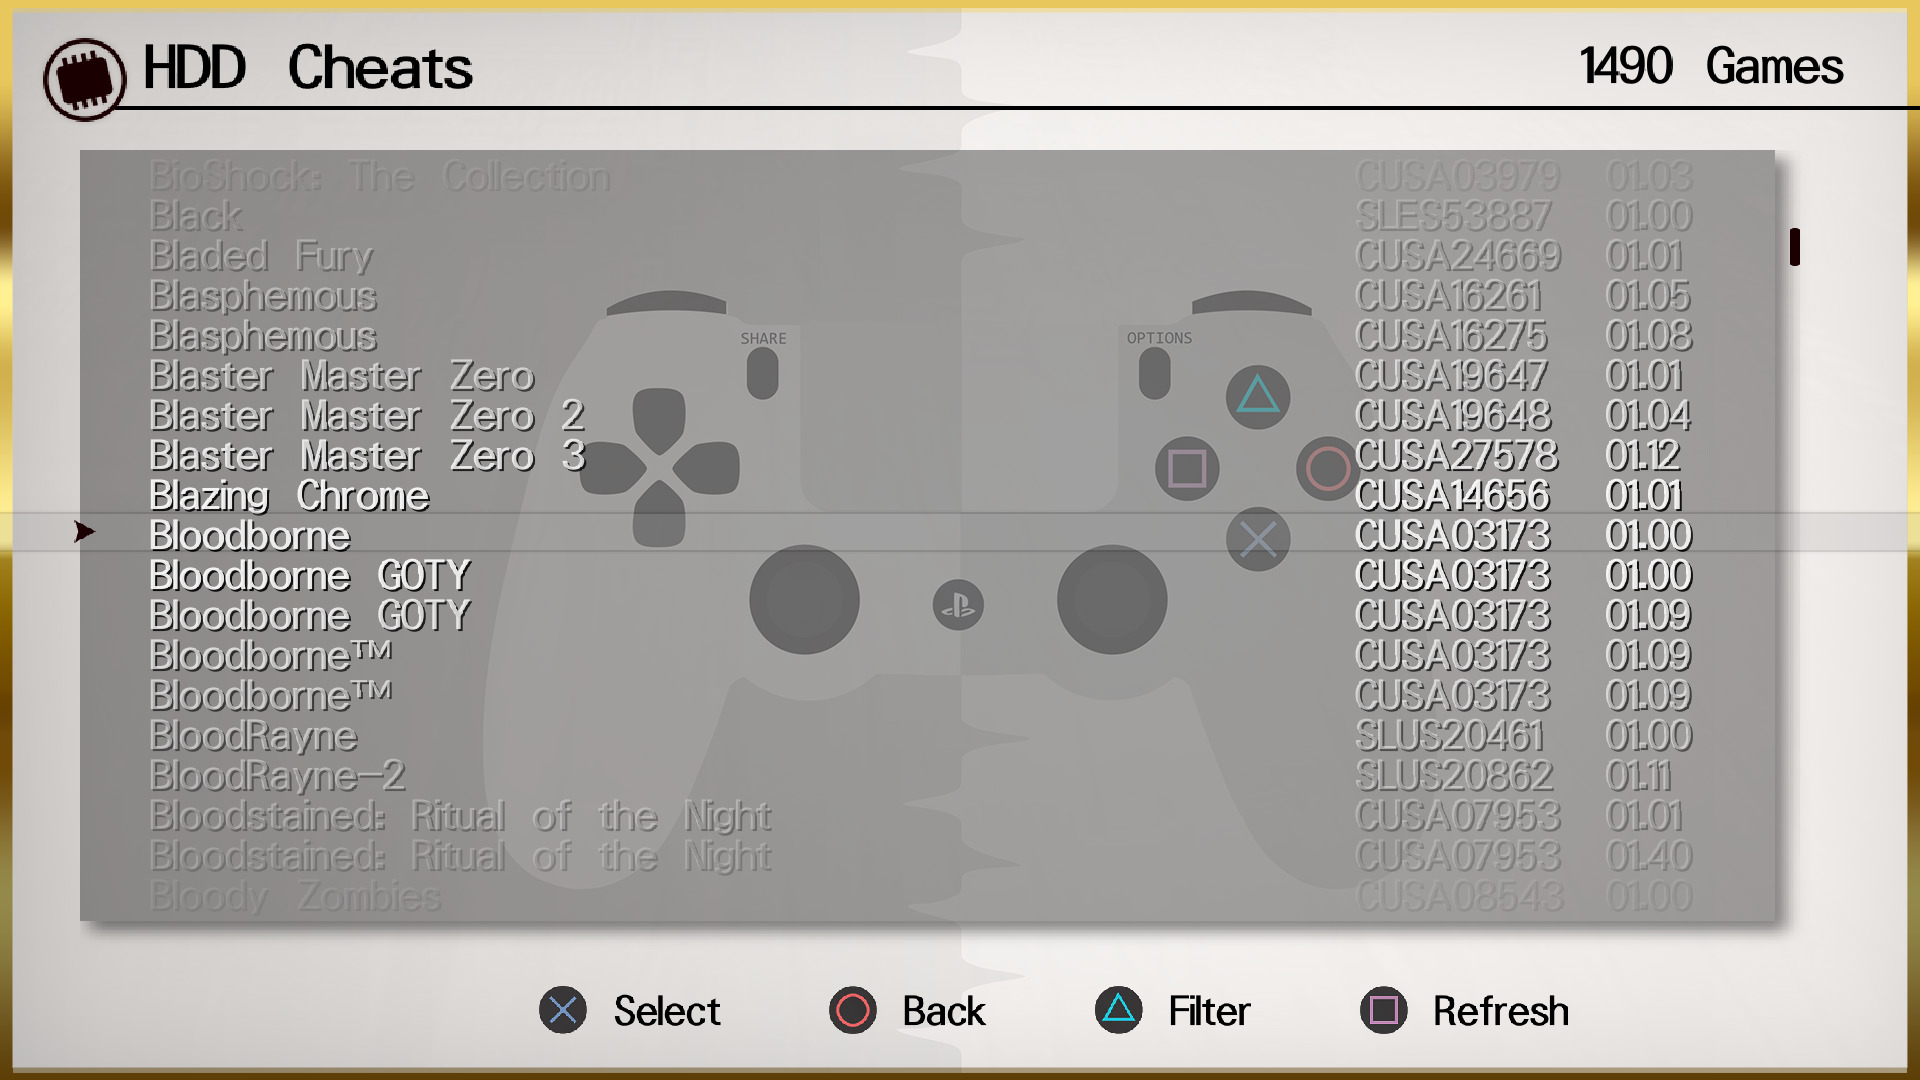 HDD Cheats 1490 Games
BioShock: The Collection CUSA03979 01.03
Black SLES53887 01.00
Bladed Fury CUSA24669 01.01
Blasphemous CUSA16261 01.05
Blasphemous CUSA16275 01.08
SHARE OPTIONS
Blaster Master Zero CUSA19647 01.01
Blaster Master Zero 2 CUSA19648 01.04
Blaster Master Zero 3 CUSA27578 01.12
Blazing Chrome CUSA14656 01.01
Bloodborne CUSA03173 01.00
Bloodborne GOTY CUSA03173 01.00
Bloodborne GOTY CUSA03173 01.09
Bloodborne™ CUSA03173 01.09
Bloodborne™ CUSA03173 01.09
BloodRayne SLUS20461 01.00
BloodRayne-2 SLUS20862 01.11
Bloodstained: Ritual of the Night CUSA07953 01.01
Bloodstained: Ritual of the Night CUSA07953 01.40
Bloody Zombies CUSA08543 01.00
Select Back Filter Refresh